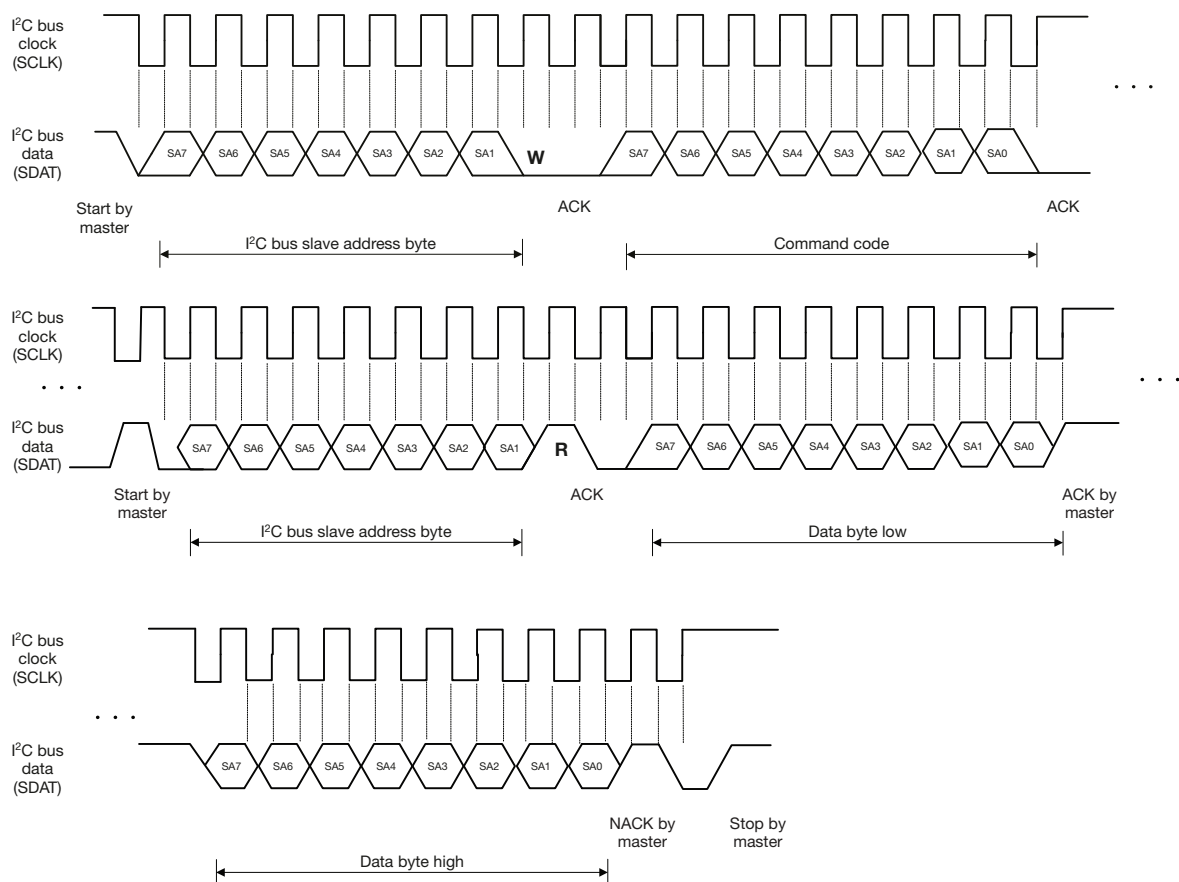 I²C bus
clock
(SCLK)
. . .
I²C bus
data
(SDAT)
SA7 SA6 SA5 SA4 SA3 SA2 SA1 W SA7 SA6 SA5 SA4 SA3 SA2 SA1 SA0
Start by
master
ACK
ACK
I²C bus slave address byte
Command code
I²C bus
clock
(SCLK)
. . .
. . .
I²C bus
data
(SDAT)
SA7 SA6 SA5 SA4 SA3 SA2 SA1 R SA7 SA6 SA5 SA4 SA3 SA2 SA1 SA0
Start by
master
ACK
ACK by
master
I²C bus slave address byte
Data byte low
I²C bus
clock
(SCLK)
. . .
I²C bus
data
(SDAT)
SA7 SA6 SA5 SA4 SA3 SA2 SA1 SA0
NACK by
master
Stop by
master
Data byte high